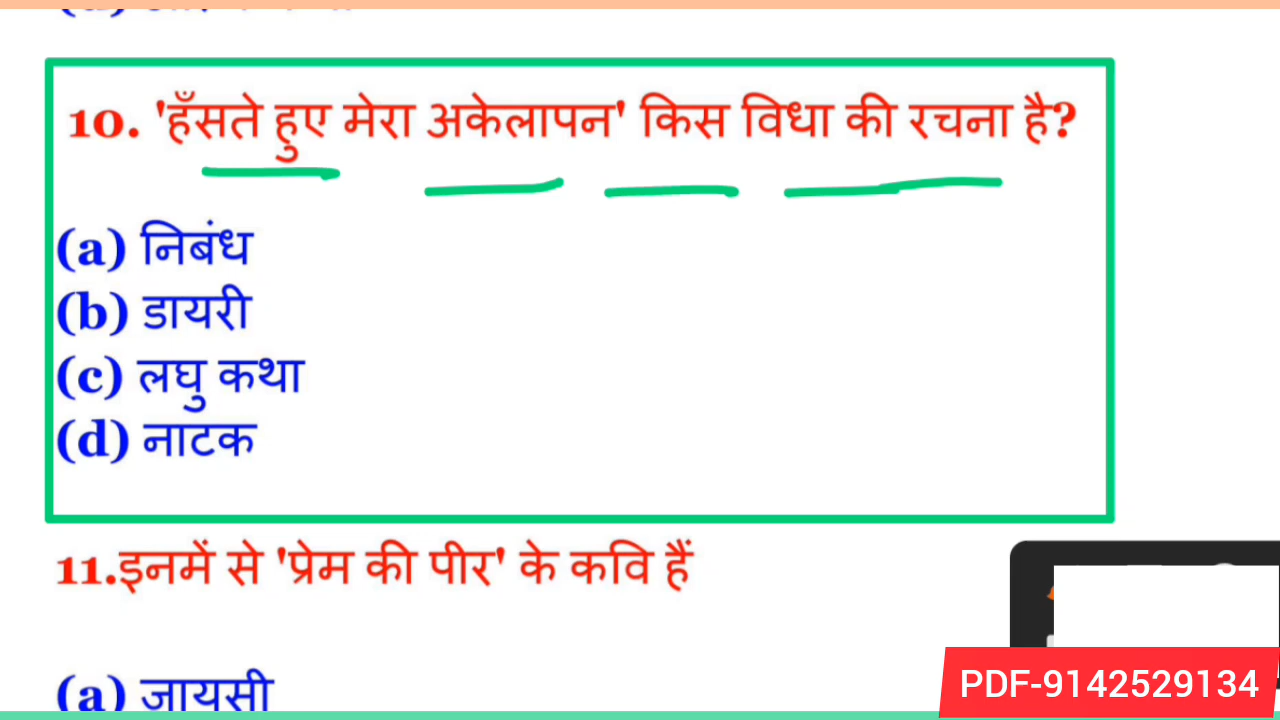 10. 'हँसते हुए मेरा अकेलापन' किस विधा की रचना है?
(a) निबंध
(b) डायरी
(c) लघु कथा
(d) नाटक
11.इनमें से 'प्रेम की पीर' के कवि हैं
(a) जायसी
PDF-9142529134